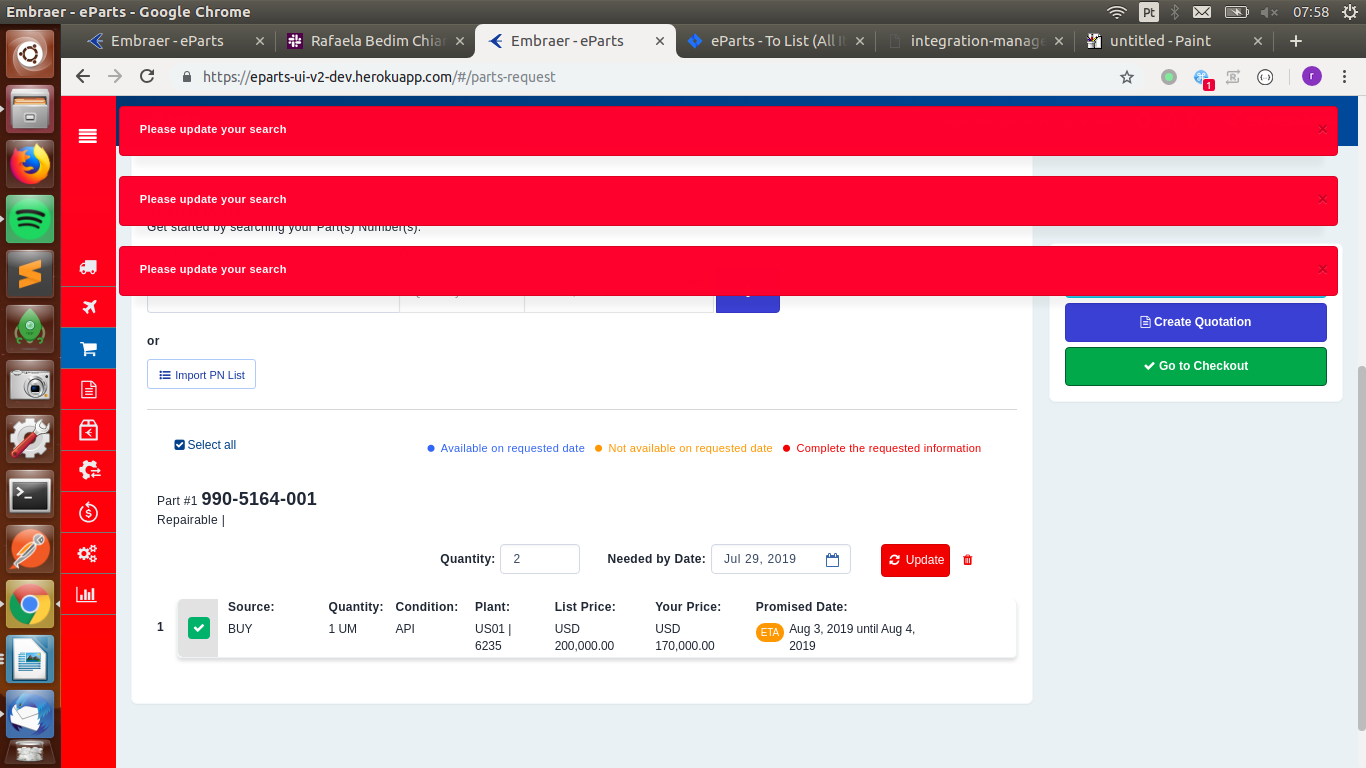 Embraer - eParts - Google Chrome
Pt
07:58
Embraer - eParts
Rafaela Bedim Chiar
Embraer - eParts
eParts - To List (All It
integration-manage
untitled - Paint
https://eparts-ui-v2-dev.herokuapp.com/#/parts-request
1
r
Please update your search
Please update your search
Get started by searching your Part(s) Number(s):
Please update your search
Create Quotation
or
Go to Checkout
Import PN List
Select all
Available on requested date
Not available on requested date
Complete the requested information
Part #1 990-5164-001
Repairable |
Quantity: 2
Needed by Date: Jul 29, 2019
Update
Source: Quantity: Condition: Plant: List Price: Your Price: Promised Date:
1 BUY 1 UM API US01 | USD USD ETA Aug 3, 2019 until Aug 4,
6235 200,000.00 170,000.00 2019